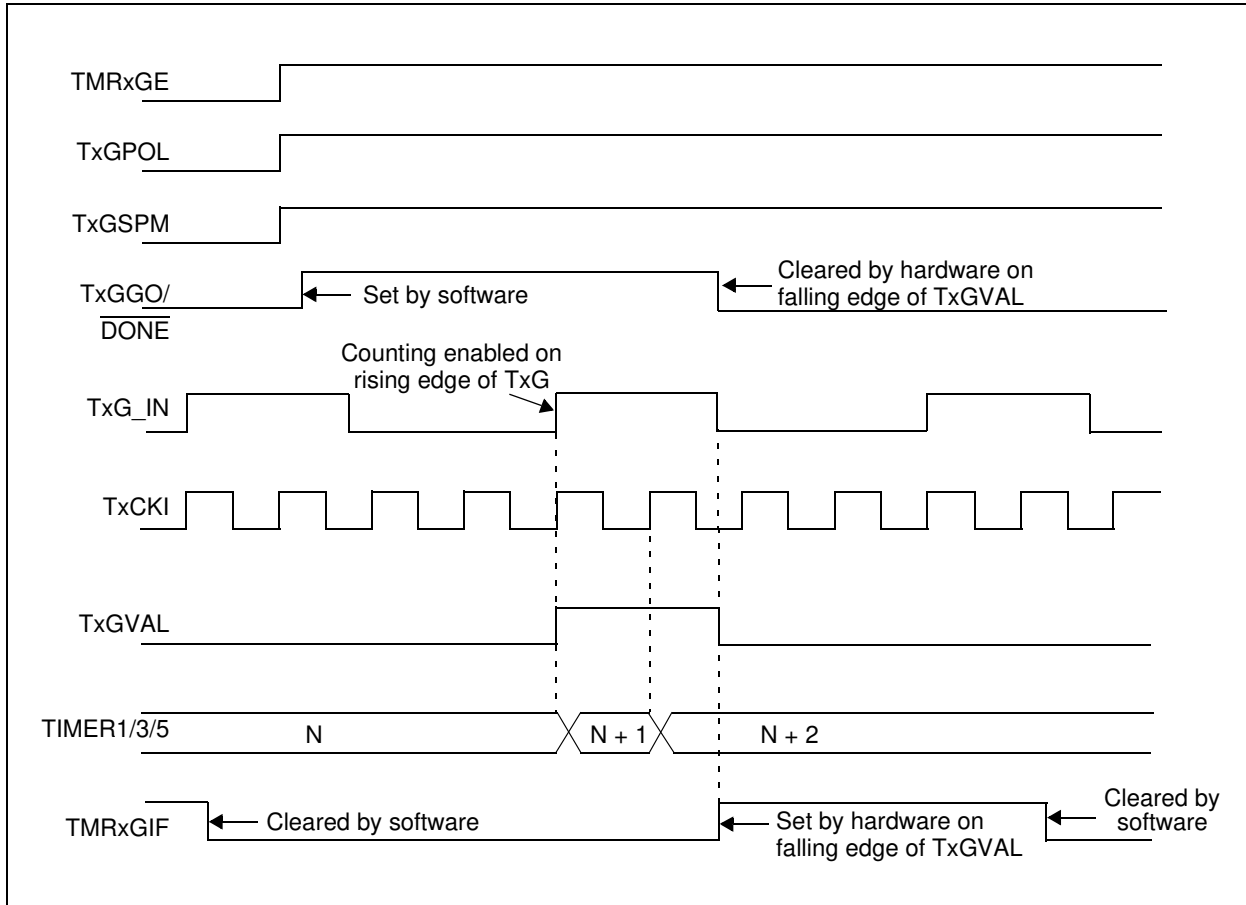 TMRxGE
TxGPOL
TxGSPM
TxGGO/
DONE
Set by software
Cleared by hardware on
falling edge of TxGVAL
Counting enabled on
rising edge of TxG
TxG_IN
TxCKI
TxGVAL
TIMER1/3/5
N
N + 1
N + 2
TMRxGIF
Cleared by software
Set by hardware on
falling edge of TxGVAL
Cleared by
software